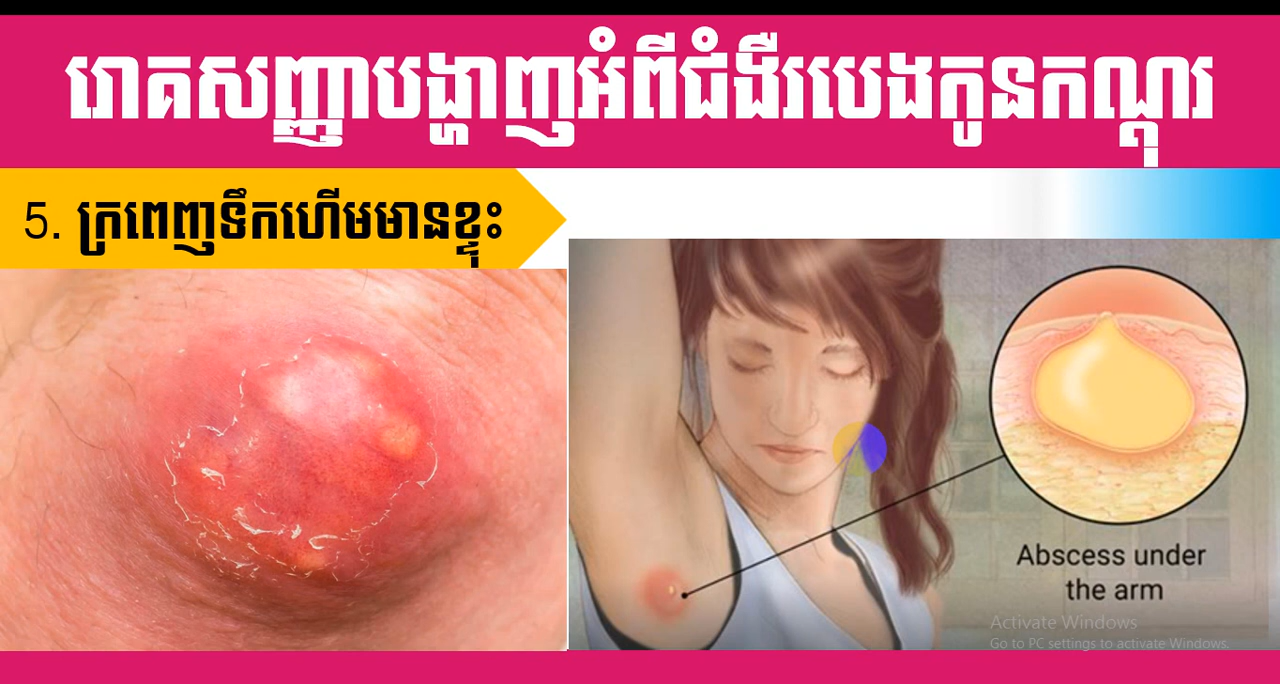 រោគសញ្ញាបង្ហាញអំពីជំងឺរបេងកូនកណ្តុរ
5. ក្រពេញទឹកហើមមានខ្ទុះ
Abscess under
the arm
Activate Windows
Go to PC settings to activate Windows.